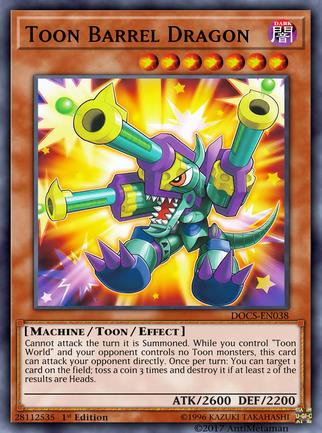 TOON BARREL DRAGON
DARK
闇
DOCS-EN038
[MACHINE / TOON / EFFECT]
Cannot attack the turn it is Summoned. While you control "Toon
World" and your opponent controls no Toon monsters, this card
can attack your opponent directly. Once per turn: You can target 1
card on the field; toss a coin 3 times and destroy it if at least 2 of the
results are Heads.
ATK/2600 DEF/2200
28112535 1st Edition ©1996 KAZUKI TAKAHASHI
©2017 AntiMetaman